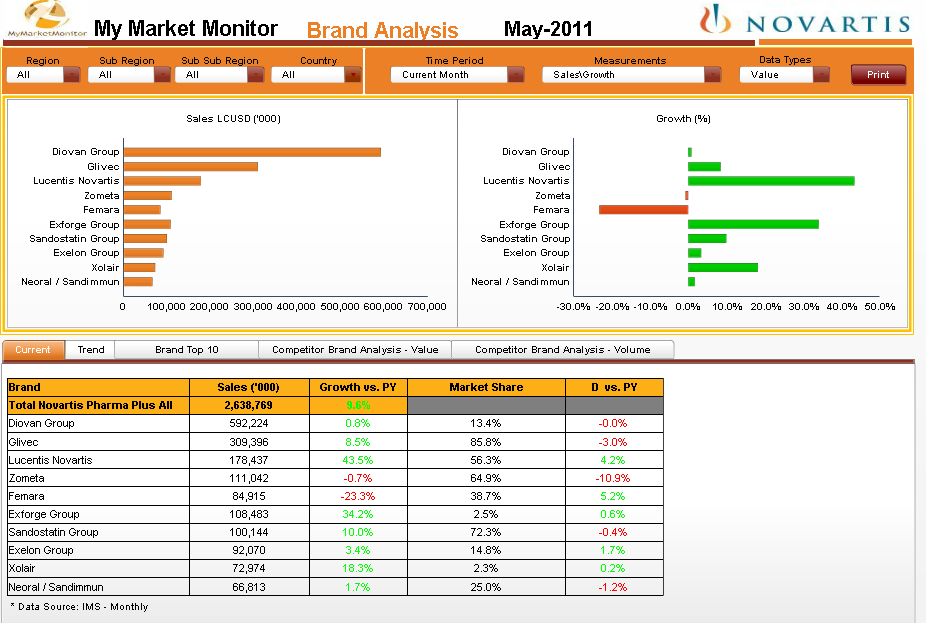 MyMarketMonitor My Market Monitor Brand Analysis May-2011 NOVARTIS
Region Sub Region Sub Sub Region Country Time Period Measurements Data Types
All All All All Current Month Sales\Growth Value Print
Sales LCUSD ('000)
Diovan Group
Glivec
Lucentis Novartis
Zometa
Femara
Exforge Group
Sandostatin Group
Exelon Group
Xolair
Neoral / Sandimmun
0 100,000 200,000 300,000 400,000 500,000 600,000 700,000
Growth (%)
Diovan Group
Glivec
Lucentis Novartis
Zometa
Femara
Exforge Group
Sandostatin Group
Exelon Group
Xolair
Neoral / Sandimmun
-30.0% -20.0% -10.0% 0.0% 10.0% 20.0% 30.0% 40.0% 50.0%
Current Trend Brand Top 10 Competitor Brand Analysis - Value Competitor Brand Analysis - Volume
Brand Sales ('000) Growth vs. PY Market Share D vs. PY
Total Novartis Pharma Plus All 2,638,769 9.6%
Diovan Group 592,224 0.8% 13.4% -0.0%
Glivec 309,396 8.5% 85.8% -3.0%
Lucentis Novartis 178,437 43.5% 56.3% 4.2%
Zometa 111,042 -0.7% 64.9% -10.9%
Femara 84,915 -23.3% 38.7% 5.2%
Exforge Group 108,483 34.2% 2.5% 0.6%
Sandostatin Group 100,144 10.0% 72.3% -0.4%
Exelon Group 92,070 3.4% 14.8% 1.7%
Xolair 72,974 18.3% 2.3% 0.2%
Neoral / Sandimmun 66,813 1.7% 25.0% -1.2%
* Data Source: IMS - Monthly